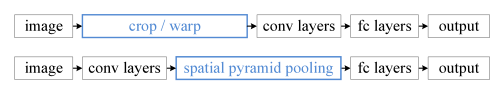 image crop / warp conv layers fc layers output
image conv layers spatial pyramid pooling fc layers output